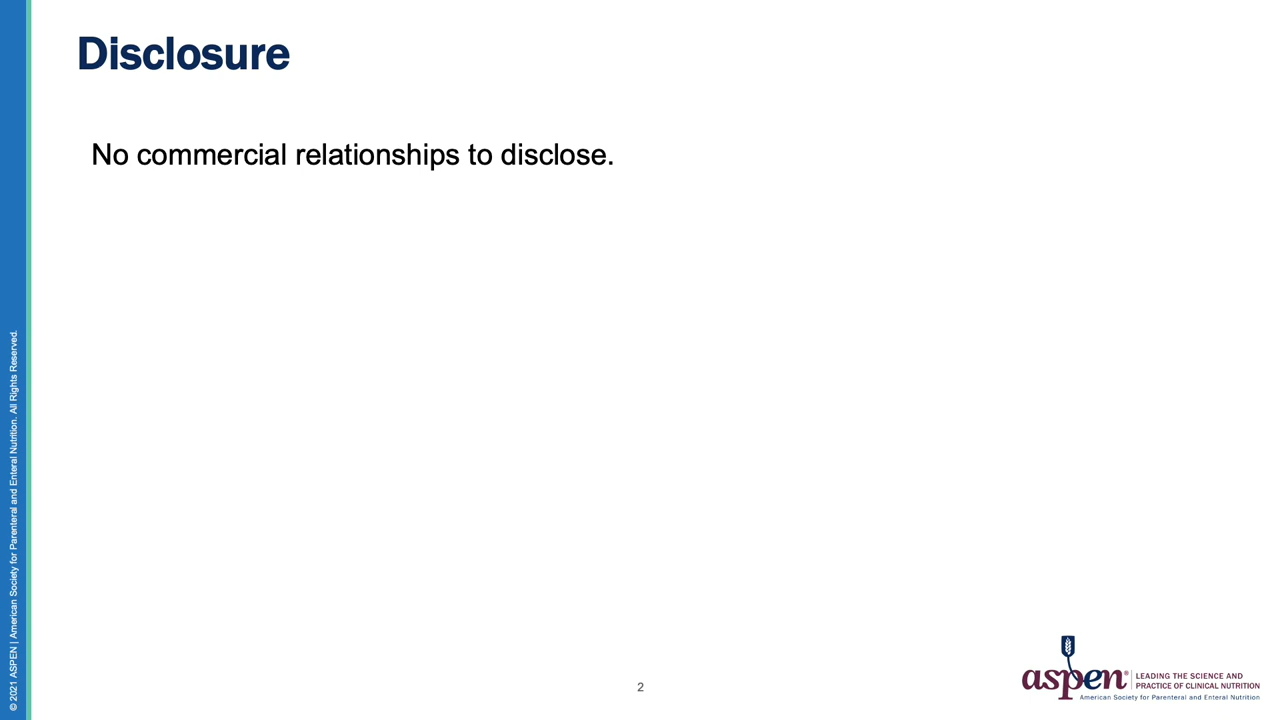 Disclosure
No commercial relationships to disclose.
© 2021 ASPEN | American Society for Parenteral and Enteral Nutrition. All Rights Reserved.
2
aspen®
LEADING THE SCIENCE AND
PRACTICE OF CLINICAL NUTRITION
American Society for Parenteral and Enteral Nutrition